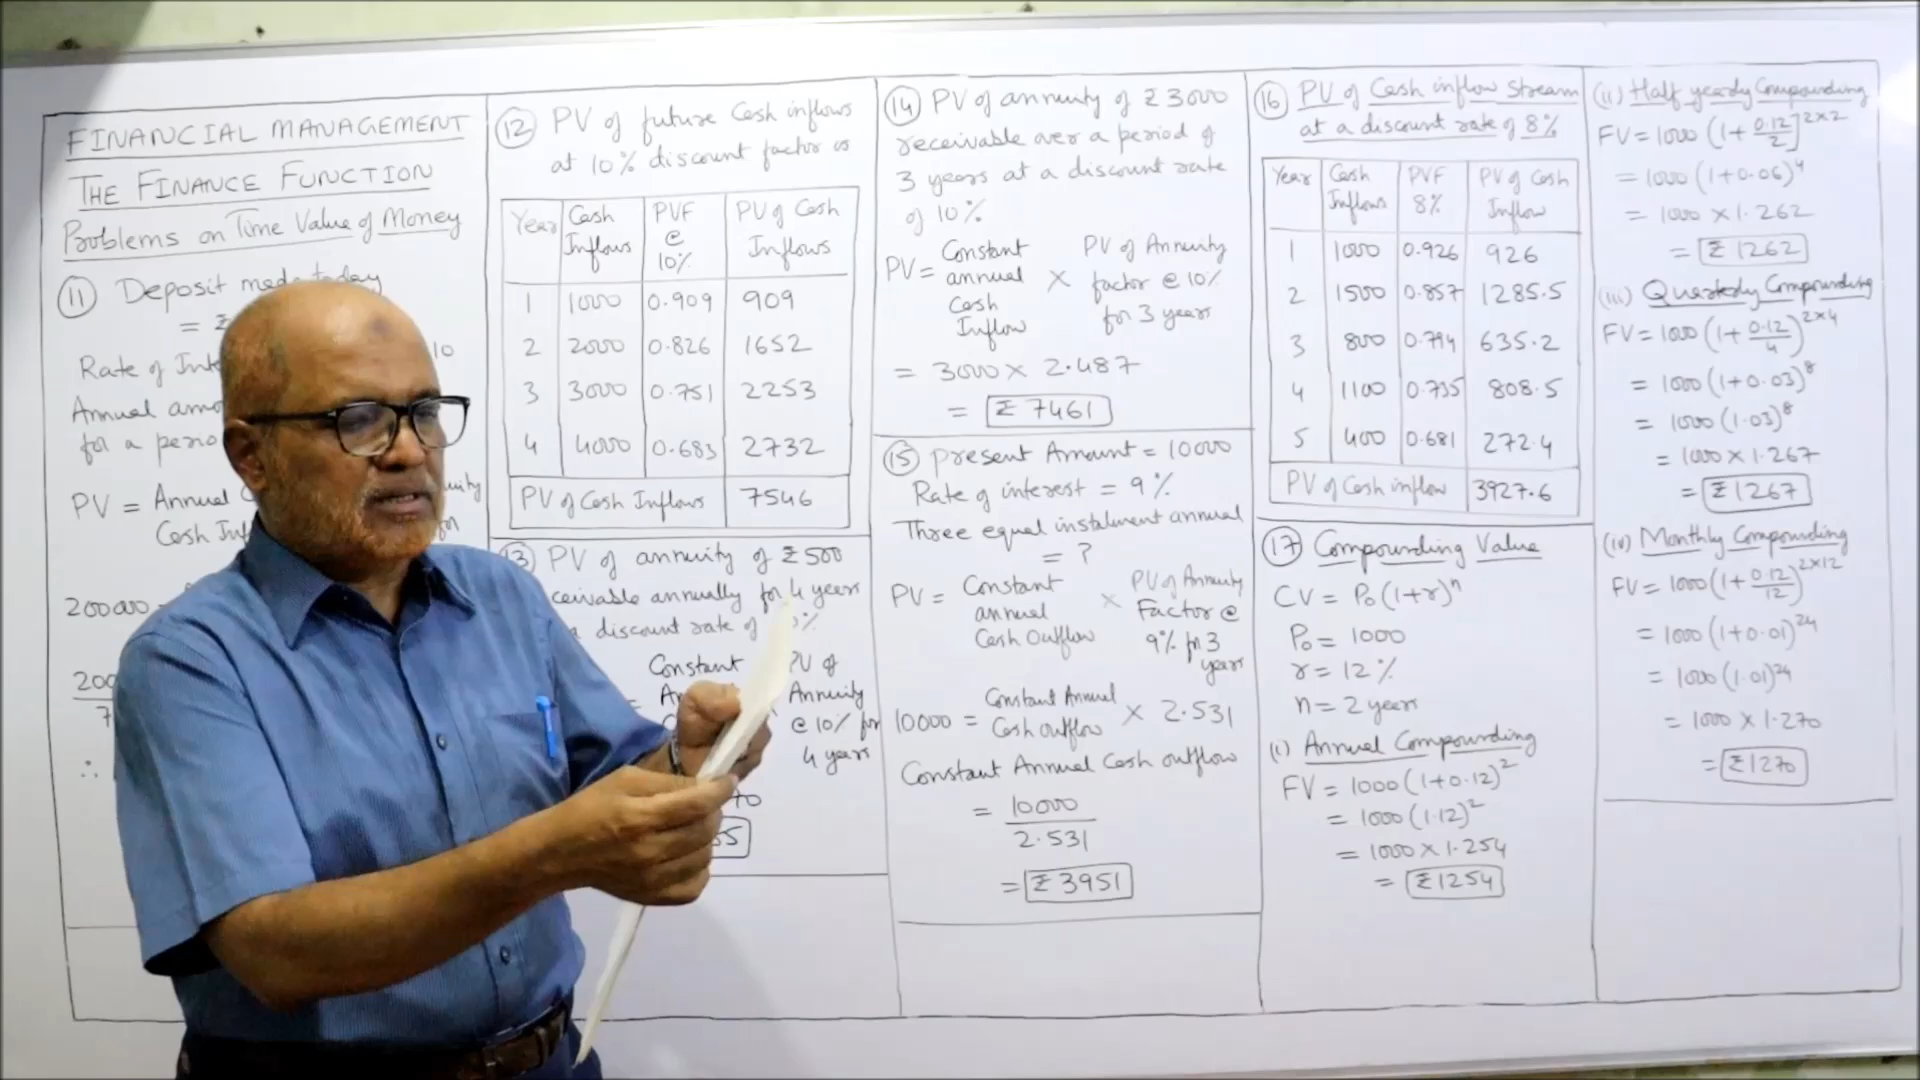 FINANCIAL MANAGEMENT
THE FINANCE FUNCTION
Problems on Time Value of Money
(11) Deposit made today
= ₹
Rate of Inte 10
Annual amo
for a perio
PV = Annual
Cash Inf
200000
200
7
∴
(12) PV of future Cash inflows
at 10% discount factor is
Year Cash Inflows PVF @ 10% PV of Cash Inflows
1 1000 0.909 909
2 2000 0.826 1652
3 3000 0.751 2253
4 4000 0.683 2732
PV of Cash Inflows 7546
13) PV of annuity of ₹500
ceivable annually for 4 years
a discount rate of 0%
Constant PV of
Annuity
@ 10% for
4 years
70
(14) PV of annuity of ₹3000
receivable over a period of
3 years at a discount rate
of 10%
PV = Constant annual Cash Inflow × PV of Annuity factor @ 10% for 3 years
= 3000 × 2.487
= ₹7461
(15) Present Amount = 10000
Rate of interest = 9%
Three equal instalment annual
= ?
PV = Constant annual Cash Outflow × PV of Annuity Factor @ 9% for 3 years
10000 = Constant Annual Cash outflow × 2.531
Constant Annual Cash outflow
= 10000
2.531
= ₹3951
(16) PV of Cash inflow Stream
at a discount rate of 8%
Year Cash Inflows PVF 8% PV of Cash Inflow
1 1000 0.926 926
2 1500 0.857 1285.5
3 800 0.794 635.2
4 1100 0.735 808.5
5 400 0.681 272.4
PV of Cash inflow 3927.6
(17) Compounding Value
CV = P₀(1+r)ⁿ
P₀ = 1000
r = 12%
n = 2 years
(i) Annual Compounding
FV = 1000 (1+0.12)²
= 1000 (1.12)²
= 1000 × 1.254
= ₹1254
(ii) Half yearly Compounding
FV = 1000 (1 + 0.12/2]²ˣ²
= 1000 (1+0.06)⁴
= 1000 × 1.262
= ₹1262
(iii) Quarterly Compounding
FV = 1000 (1 + 0.12/4)²ˣ⁴
= 1000 (1+0.03)⁸
= 1000 (1.03)⁸
= 1000 × 1.267
= ₹1267
(iv) Monthly Compounding
FV = 1000 (1 + 0.12/12)²ˣ¹²
= 1000 (1+0.01)²⁴
= 1000 (1.01)²⁴
= 1000 × 1.270
= ₹1270